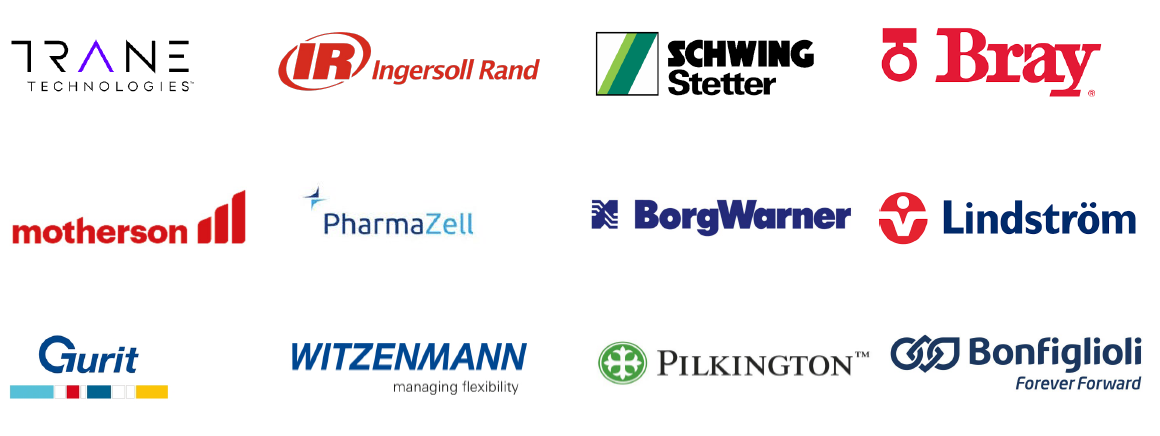 TRANE
TECHNOLOGIES™
IR Ingersoll Rand
SCHWING
Stetter
Bray®
motherson
PharmaZell
BorgWarner
Lindström
Gurit
WITZENMANN
managing flexibility
PILKINGTON™
Bonfiglioli
Forever Forward